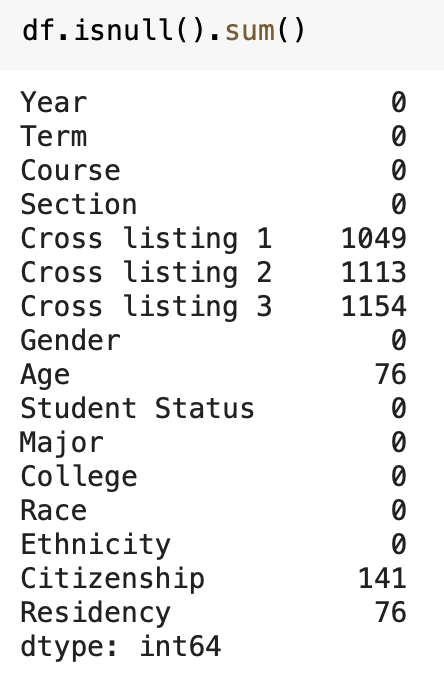 df.isnull().sum()
Year 0
Term 0
Course 0
Section 0
Cross listing 1 1049
Cross listing 2 1113
Cross listing 3 1154
Gender 0
Age 76
Student Status 0
Major 0
College 0
Race 0
Ethnicity 0
Citizenship 141
Residency 76
dtype: int64